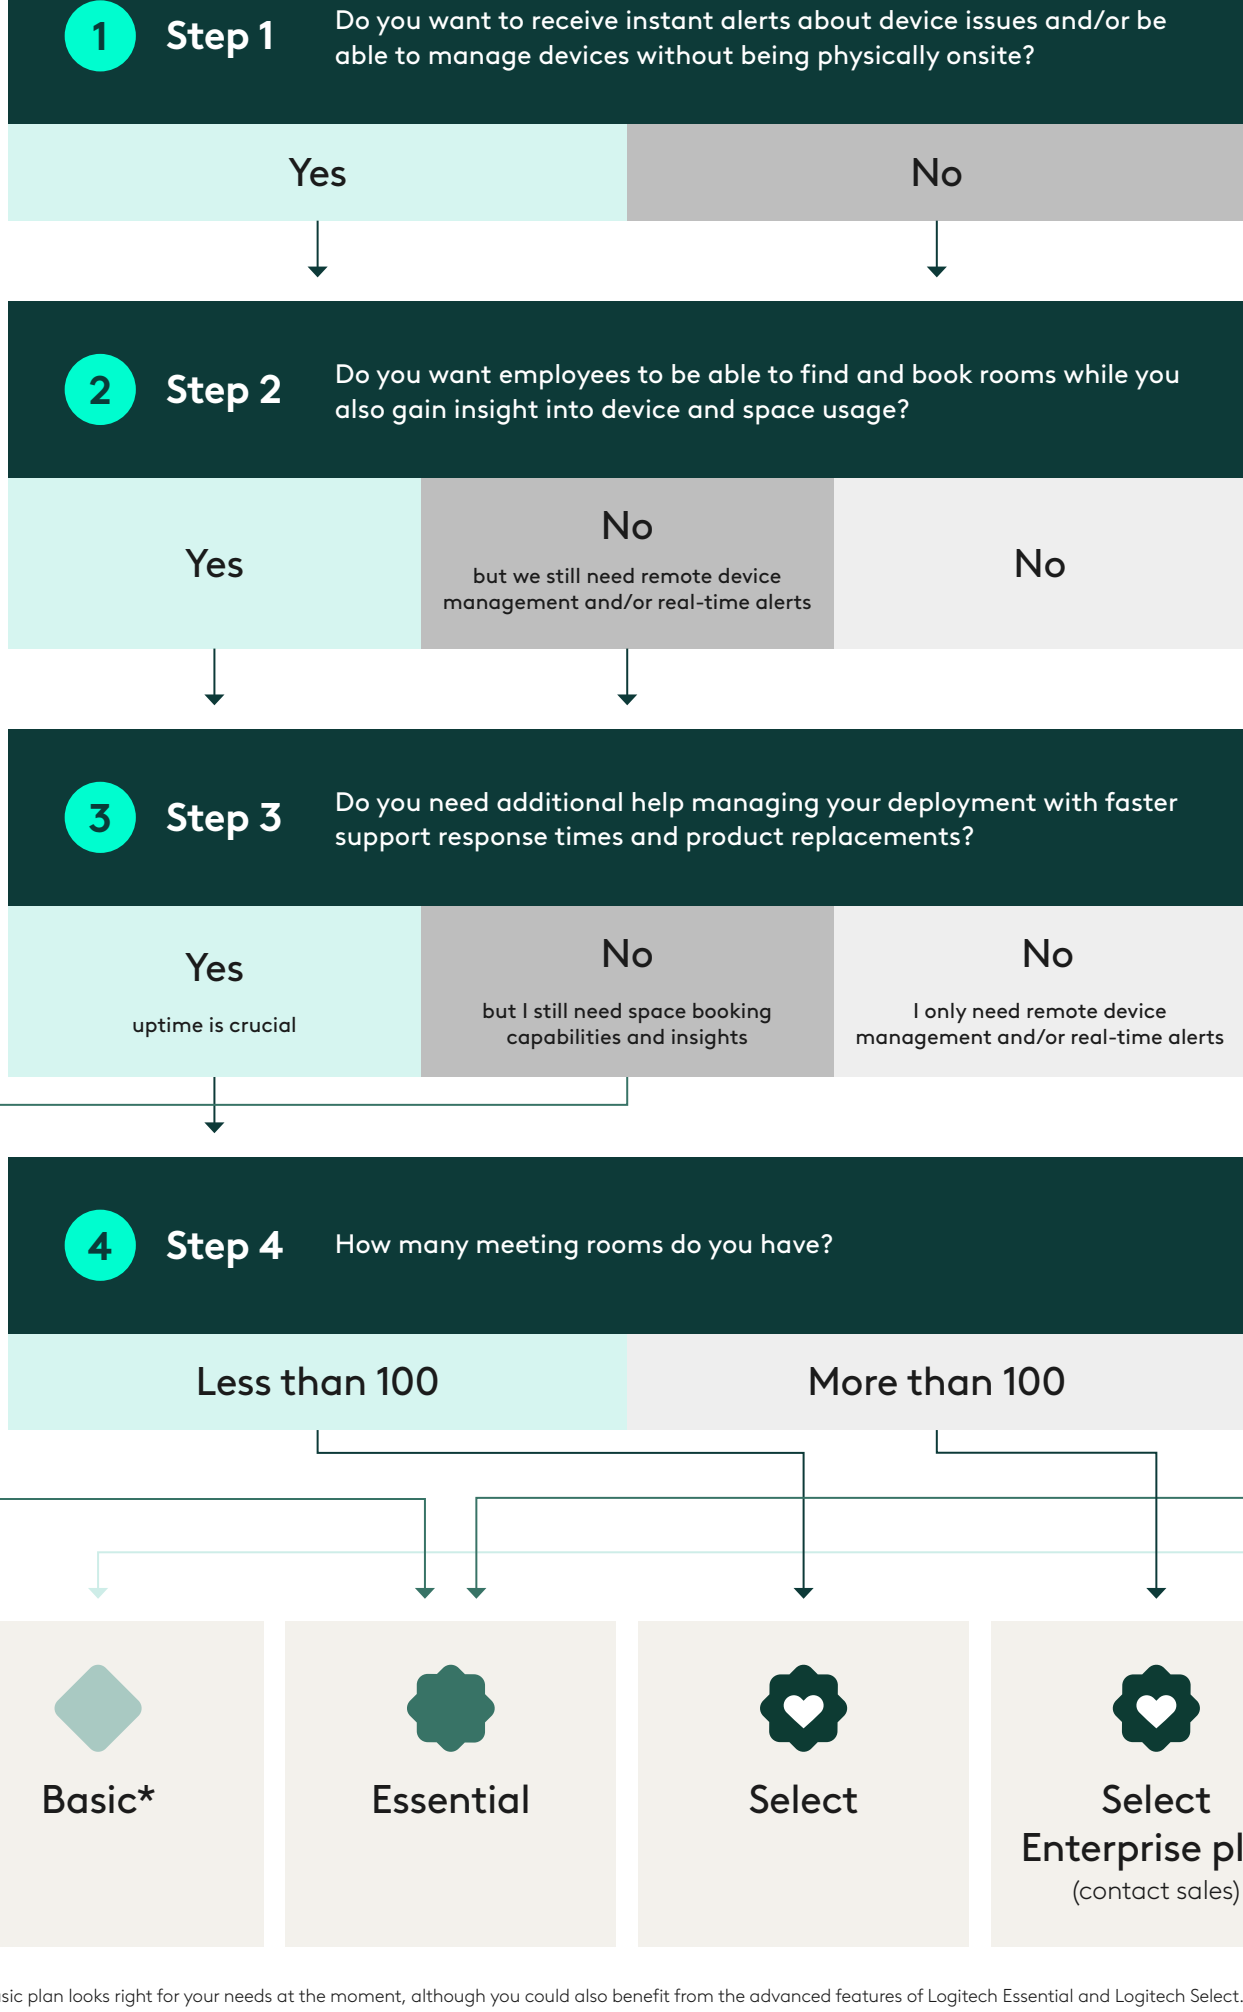 1
Step 1
Do you want to receive instant alerts about device issues and/or be
able to manage devices without being physically onsite?
Yes
No
2
Step 2
Do you want employees to be able to find and book rooms while you
also gain insight into device and space usage?
Yes
No
but we still need remote device
management and/or real-time alerts
No
3
Step 3
Do you need additional help managing your deployment with faster
support response times and product replacements?
Yes
uptime is crucial
No
but I still need space booking
capabilities and insights
No
I only need remote device
management and/or real-time alerts
4
Step 4
How many meeting rooms do you have?
Less than 100
More than 100
Basic*
Essential
Select
Select
Enterprise
(contact sales)
plan looks right for your needs at the moment, although you could also benefit from the advanced features of Logitech Essential and Logitech Select.